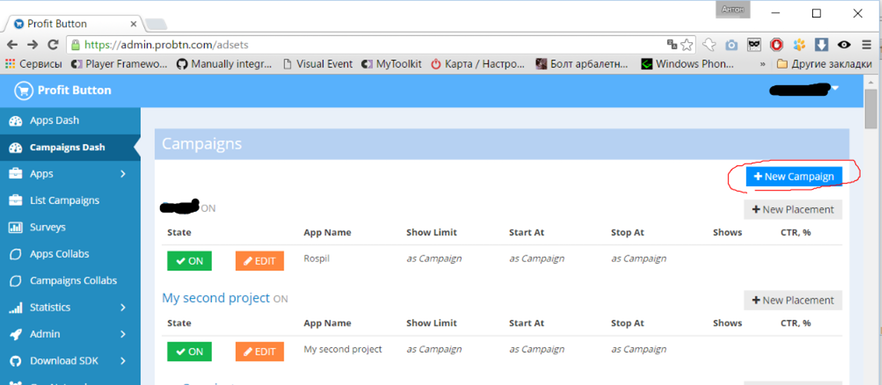 Антон
Profit Button
https://admin.probtn.com/adsets
Сервисы Player Framewo... Manually integr... Visual Event MyToolkit Карта / Настро... Болт арбалетн... Windows Phon... » Другие закладки
Profit Button
Apps Dash
Campaigns Dash
Apps
List Campaigns
Surveys
Apps Collabs
Campaigns Collabs
Statistics
Admin
Download SDK
Campaigns
New Campaign
ON
New Placement
State App Name Show Limit Start At Stop At Shows CTR, %
ON EDIT Rospil as Campaign as Campaign as Campaign
My second project ON
New Placement
State App Name Show Limit Start At Stop At Shows CTR, %
ON EDIT My second project as Campaign as Campaign as Campaign